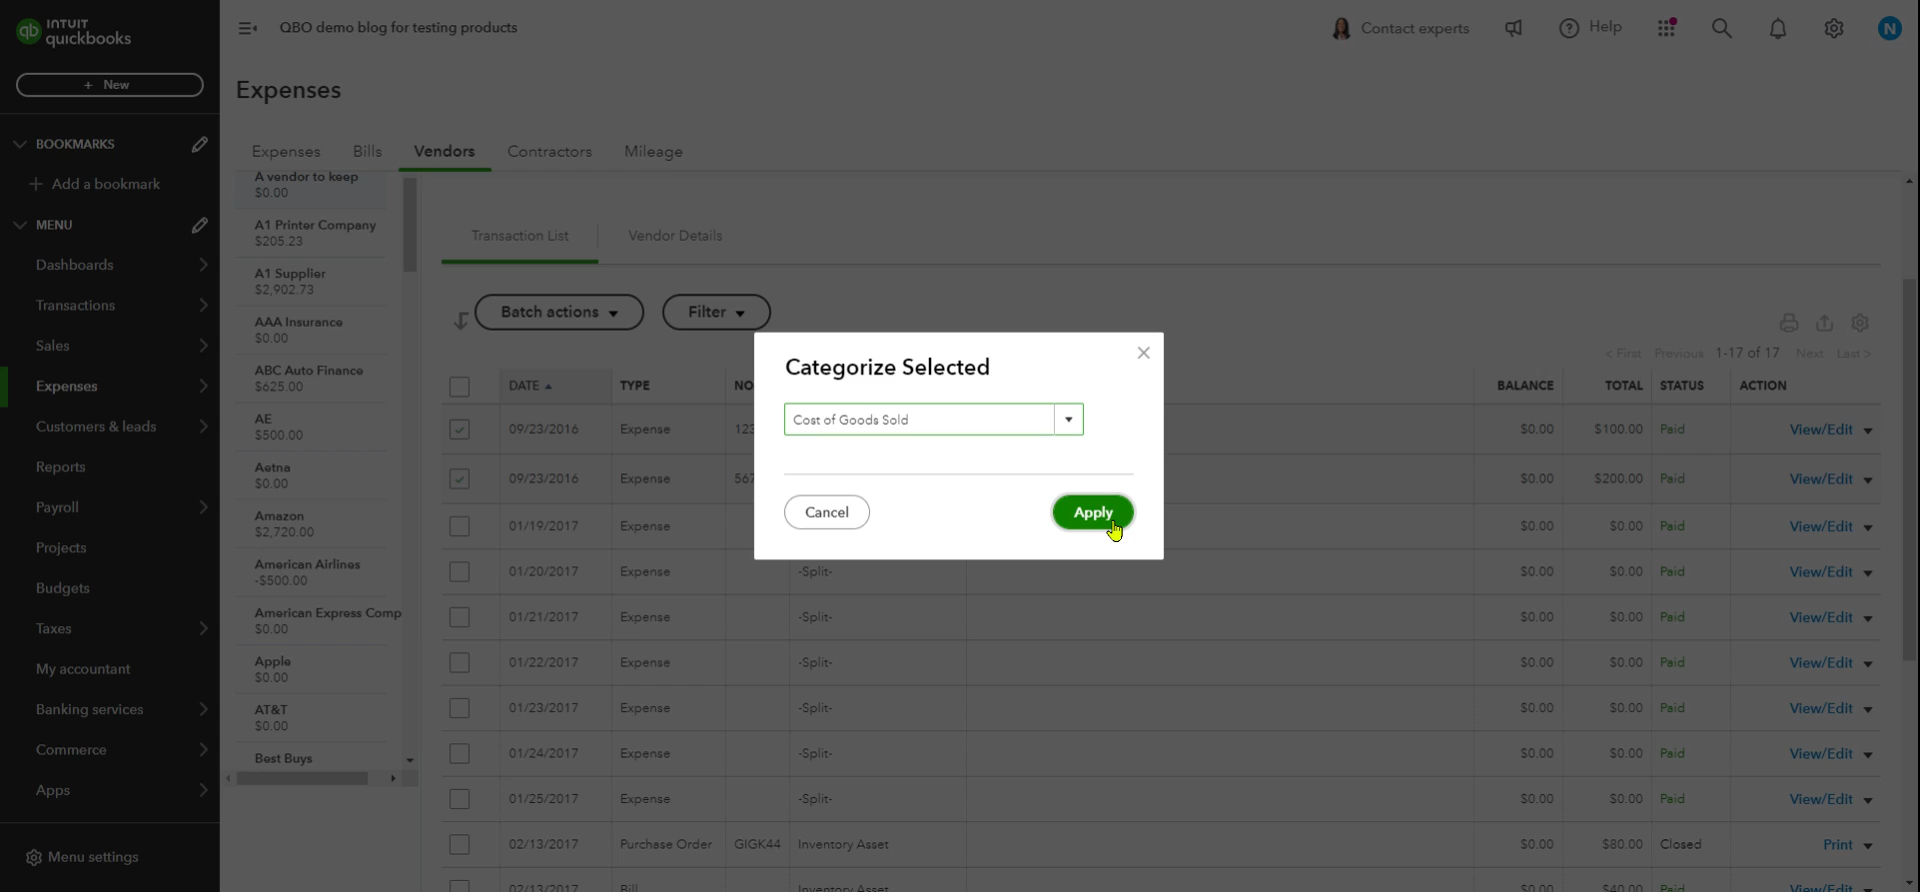 INTUIT
quickbooks
QBO demo blog for testing products
Contact experts
Help
N
+ New
Expenses
BOOKMARKS
Add a bookmark
MENU
Dashboards
Transactions
Sales
Expenses
Customers & leads
Reports
Payroll
Projects
Budgets
Taxes
My accountant
Banking services
Commerce
Apps
Menu settings
Expenses Bills Vendors Contractors Mileage
A vendor to keep
$0.00
A1 Printer Company
$205.23
A1 Supplier
$2,902.73
AAA Insurance
$0.00
ABC Auto Finance
$625.00
AE
$500.00
Aetna
$0.00
Amazon
$2,720.00
American Airlines
-$500.00
American Express Comp
$0.00
Apple
$0.00
AT&T
$0.00
Best Buys
Transaction List Vendor Details
Batch actions Filter
< First Previous 1-17 of 17 Next Last >
DATE TYPE NO BALANCE TOTAL STATUS ACTION
09/23/2016 Expense 123 $0.00 $100.00 Paid View/Edit
09/23/2016 Expense 567 $0.00 $200.00 Paid View/Edit
01/19/2017 Expense $0.00 $0.00 Paid View/Edit
01/20/2017 Expense -Split- $0.00 $0.00 Paid View/Edit
01/21/2017 Expense -Split- $0.00 $0.00 Paid View/Edit
01/22/2017 Expense -Split- $0.00 $0.00 Paid View/Edit
01/23/2017 Expense -Split- $0.00 $0.00 Paid View/Edit
01/24/2017 Expense -Split- $0.00 $0.00 Paid View/Edit
01/25/2017 Expense -Split- $0.00 $0.00 Paid View/Edit
02/13/2017 Purchase Order GIGK44 Inventory Asset $0.00 $80.00 Closed Print
02/13/2017 Bill Inventory Asset $0.00 $40.00 Paid View/Edit
Categorize Selected
Cost of Goods Sold
Cancel
Apply